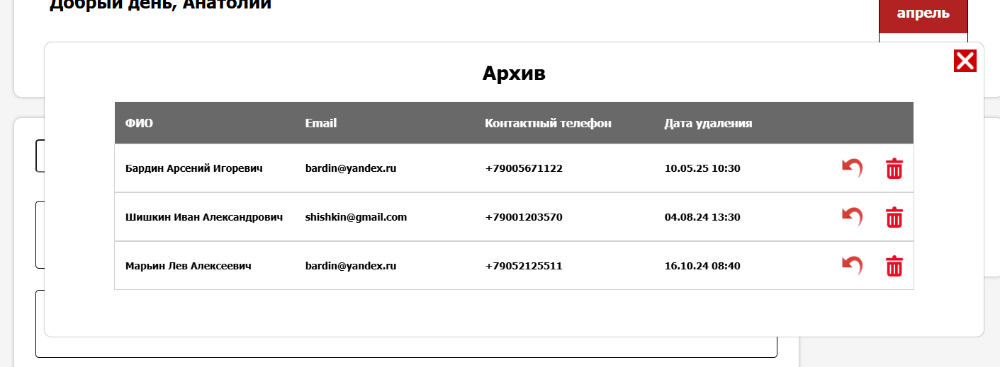 Добрый день, Анатолий
апрель
Архив
ФИО Email Контактный телефон Дата удаления
Бардин Арсений Игоревич bardin@yandex.ru +79005671122 10.05.25 10:30
Шишкин Иван Александрович shishkin@gmail.com +79001203570 04.08.24 13:30
Марьин Лев Алексеевич bardin@yandex.ru +79052125511 16.10.24 08:40